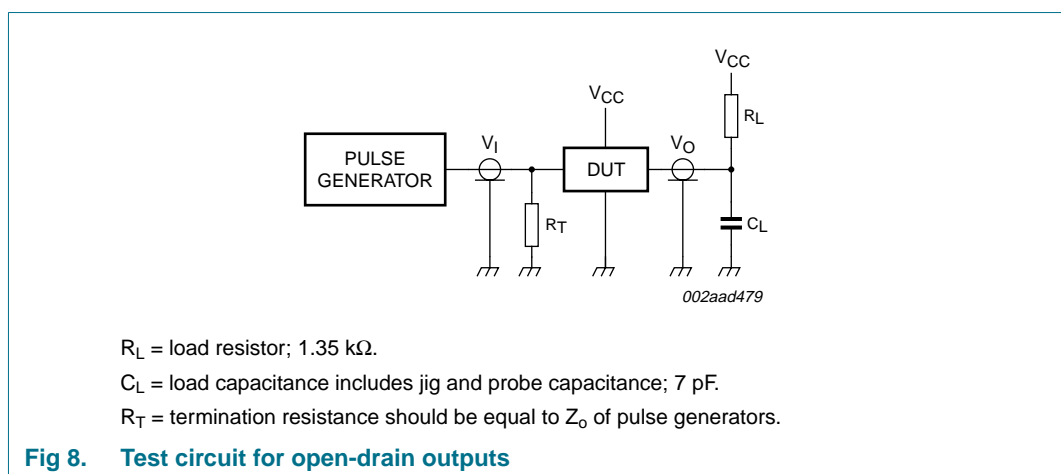 VCC
VCC
RL
VI
VO
PULSE
GENERATOR
DUT
RT
CL
002aad479
RL = load resistor; 1.35 kΩ.
CL = load capacitance includes jig and probe capacitance; 7 pF.
RT = termination resistance should be equal to Zo of pulse generators.
Fig 8. Test circuit for open-drain outputs